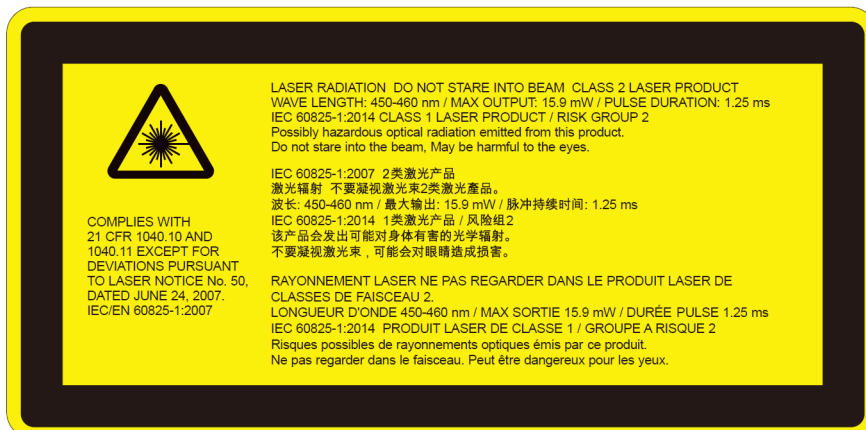 COMPLIES WITH
21 CFR 1040.10 AND
1040.11 EXCEPT FOR
DEVIATIONS PURSUANT
TO LASER NOTICE No. 50,
DATED JUNE 24, 2007.
IEC/EN 60825-1:2007
LASER RADIATION DO NOT STARE INTO BEAM CLASS 2 LASER PRODUCT
WAVE LENGTH: 450-460 nm / MAX OUTPUT: 15.9 mW / PULSE DURATION: 1.25 ms
IEC 60825-1:2014 CLASS 1 LASER PRODUCT / RISK GROUP 2
Possibly hazardous optical radiation emitted from this product.
Do not stare into the beam, May be harmful to the eyes.
IEC 60825-1:2007 2类激光产品
激光辐射 不要凝视激光束2类激光產品。
波长: 450-460 nm / 最大输出: 15.9 mW / 脉冲持续时间: 1.25 ms
IEC 60825-1:2014 1类激光产品 / 风险组2
该产品会发出可能对身体有害的光学辐射。
不要凝视激光束，可能会对眼睛造成损害。
RAYONNEMENT LASER NE PAS REGARDER DANS LE PRODUIT LASER DE
CLASSES DE FAISCEAU 2.
LONGUEUR D'ONDE 450-460 nm / MAX SORTIE 15.9 mW / DURÉE PULSE 1.25 ms
IEC 60825-1:2014 PRODUIT LASER DE CLASSE 1 / GROUPE A RISQUE 2
Risques possibles de rayonnements optiques émis par ce produit.
Ne pas regarder dans le faisceau. Peut être dangereux pour les yeux.